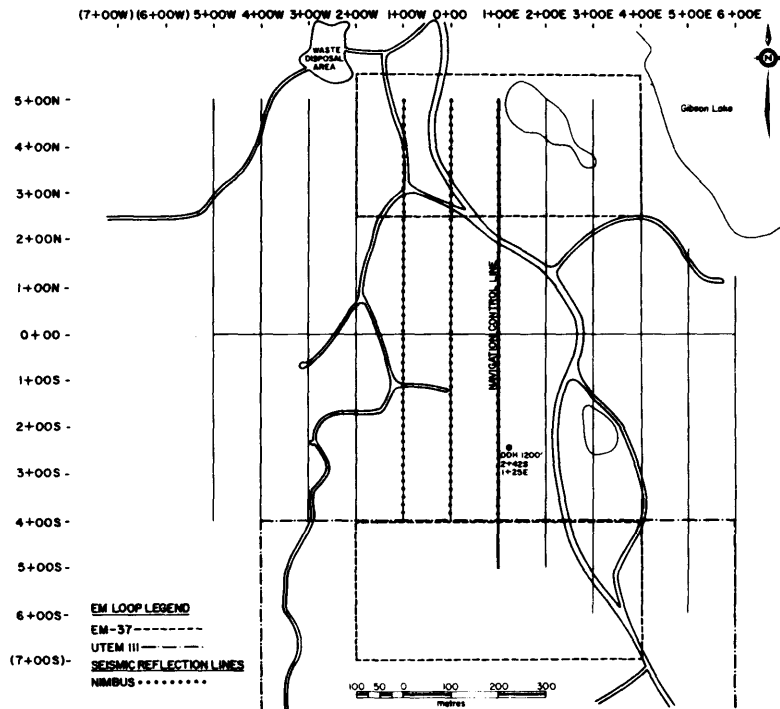 (7+00W) (6+00W) 5+00W 4+00W 3+00W 2+00W 1+00W 0+00 1+00E 2+00E 3+00E 4+00E 5+00E 6+00E
WASTE
DISPOSAL
AREA
N
Gibson Lake
5+00N-
4+00N-
3+00N-
2+00N-
1+00N-
0+00-
1+00S-
2+00S-
3+00S-
4+00S-
5+00S-
6+00S-
(7+00S)-
NAVIGATION CONTROL LINE
DDH 1200'
2+42S
1+25E
EM LOOP LEGEND
EM-37
UTEM III
SEISMIC REFLECTION LINES
NIMBUS
100 50 0 100 200 300
metres